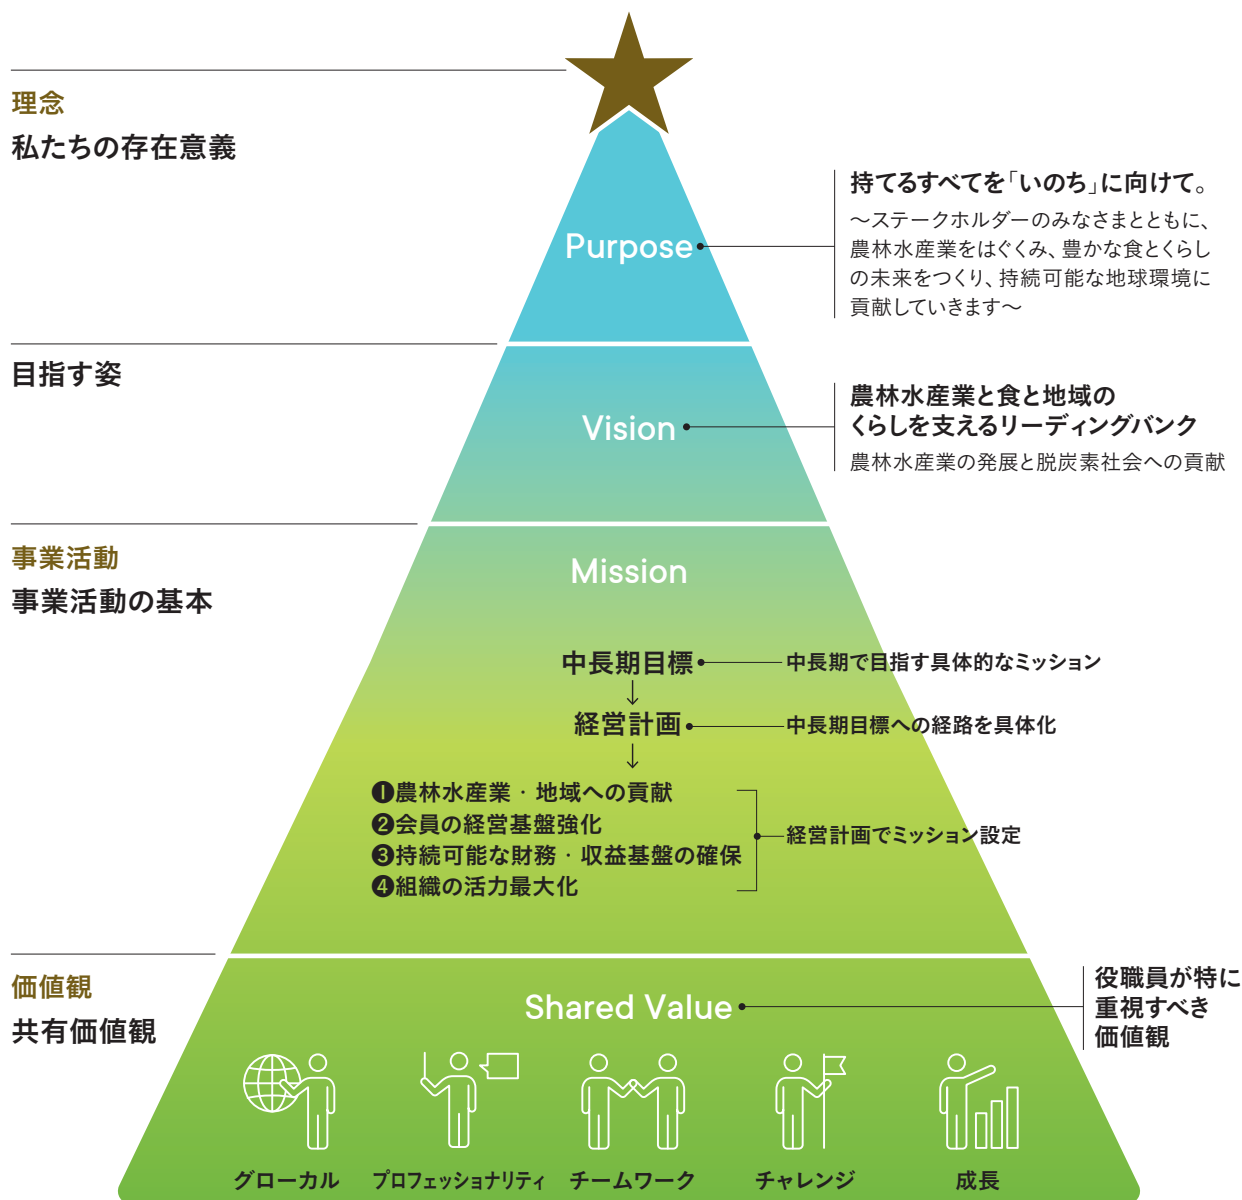 理念
私たちの存在意義
Purpose
持てるすべてを「いのち」に向けて。
～ステークホルダーのみなさまとともに、
農林水産業をはぐくみ、豊かな食とくらし
の未来をつくり、持続可能な地球環境に
貢献していきます～
目指す姿
Vision
農林水産業と食と地域の
くらしを支えるリーディングバンク
農林水産業の発展と脱炭素社会への貢献
事業活動
事業活動の基本
Mission
中長期目標
中長期で目指す具体的なミッション
↓
経営計画
中長期目標への経路を具体化
↓
❶農林水産業・地域への貢献
❷会員の経営基盤強化
❸持続可能な財務・収益基盤の確保
❹組織の活力最大化
経営計画でミッション設定
価値観
共有価値観
Shared Value
役職員が特に
重視すべき
価値観
グローカル
プロフェッショナリティ
チームワーク
チャレンジ
成長